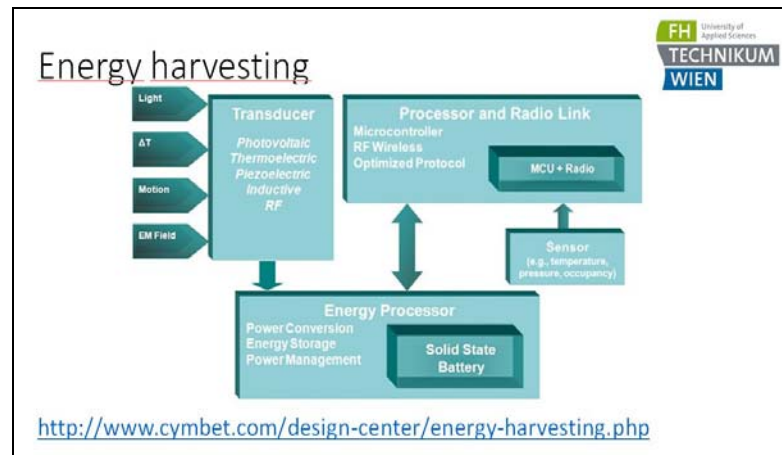 Energy harvesting
FH University of
Applied Sciences
TECHNIKUM
WIEN
Light
ΔT
Motion
EM Field
Transducer
Photovoltaic
Thermoelectric
Piezoelectric
Inductive
RF
Processor and Radio Link
Microcontroller
RF Wireless
Optimized Protocol
MCU + Radio
Sensor
(e.g., temperature,
pressure, occupancy)
Energy Processor
Power Conversion
Energy Storage
Power Management
Solid State
Battery
http://www.cymbet.com/design-center/energy-harvesting.php